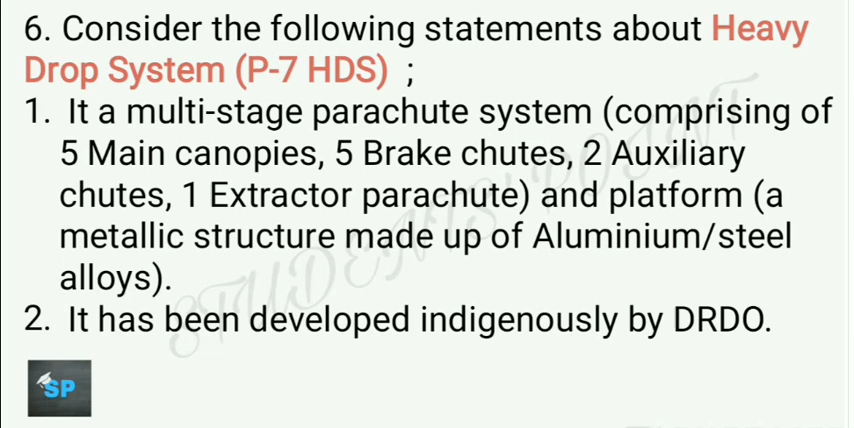 6. Consider the following statements about Heavy
Drop System (P-7 HDS) ;
1. It a multi-stage parachute system (comprising of
5 Main canopies, 5 Brake chutes, 2 Auxiliary
chutes, 1 Extractor parachute) and platform (a
metallic structure made up of Aluminium/steel
alloys).
2. It has been developed indigenously by DRDO.
STUDENTS' POINT
SP